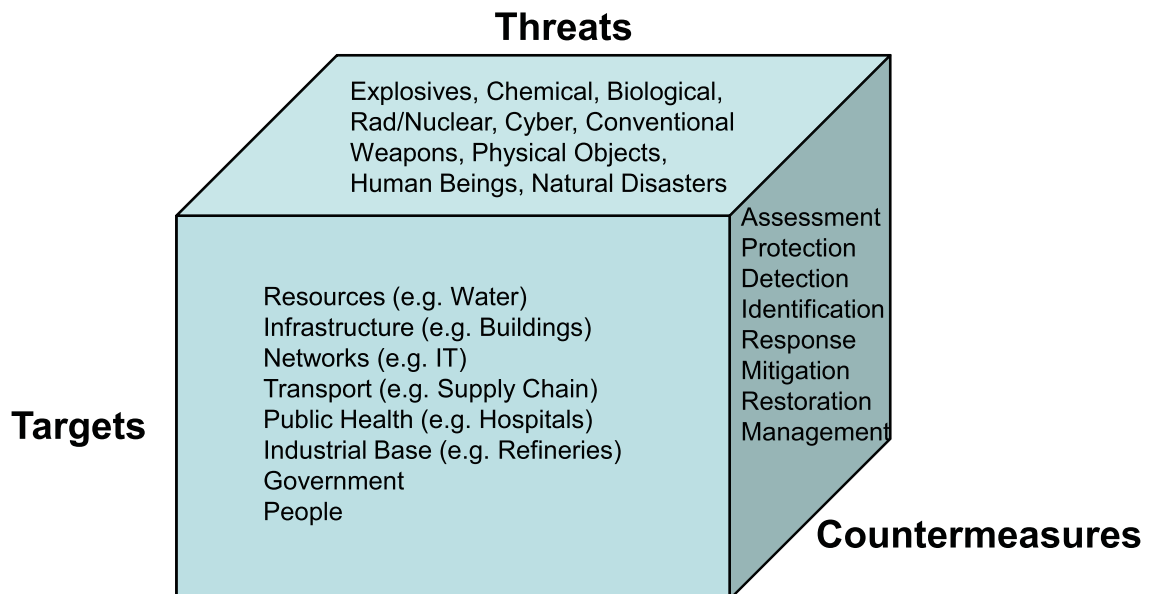 Threats
Explosives, Chemical, Biological,
Rad/Nuclear, Cyber, Conventional
Weapons, Physical Objects,
Human Beings, Natural Disasters
Assessment
Protection
Detection
Identification
Response
Mitigation
Restoration
Management
Resources (e.g. Water)
Infrastructure (e.g. Buildings)
Networks (e.g. IT)
Transport (e.g. Supply Chain)
Public Health (e.g. Hospitals)
Industrial Base (e.g. Refineries)
Government
People
Targets
Countermeasures